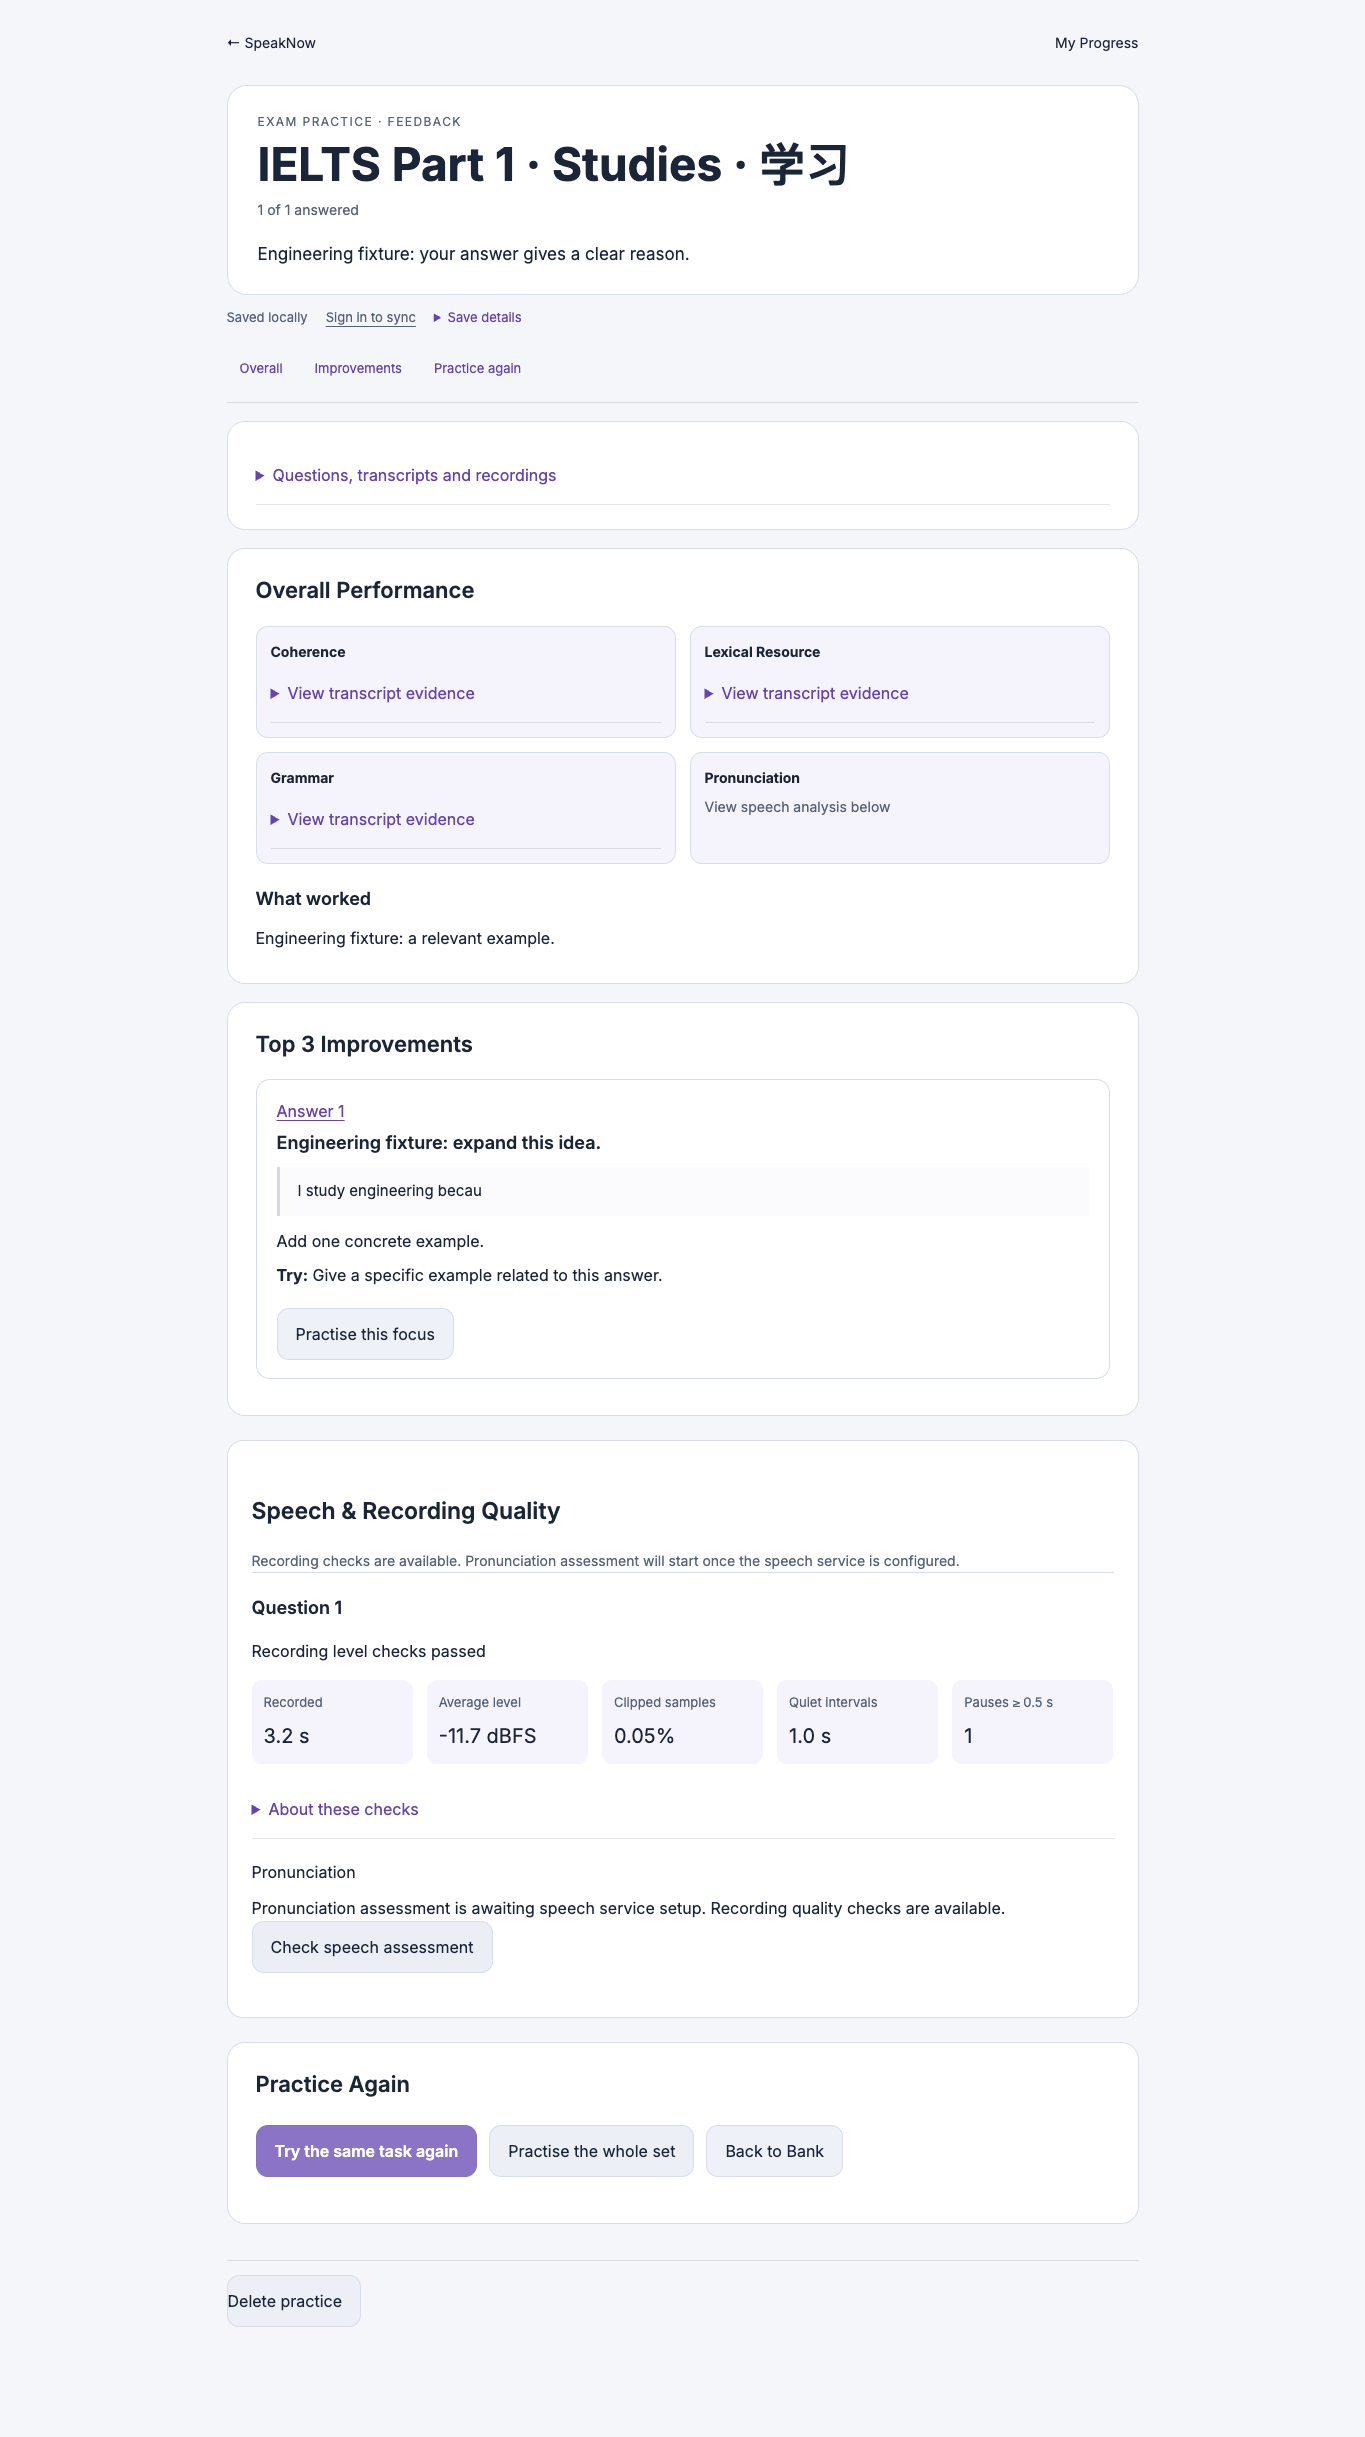 ← SpeakNow
My Progress
EXAM PRACTICE · FEEDBACK
IELTS Part 1 · Studies · 学习
1 of 1 answered
Engineering fixture: your answer gives a clear reason.
Saved locally Sign in to sync ▶ Save details
Overall Improvements Practice again
▶ Questions, transcripts and recordings
Overall Performance
Coherence
▶ View transcript evidence
Lexical Resource
▶ View transcript evidence
Grammar
▶ View transcript evidence
Pronunciation
View speech analysis below
What worked
Engineering fixture: a relevant example.
Top 3 Improvements
Answer 1
Engineering fixture: expand this idea.
I study engineering becau
Add one concrete example.
Try: Give a specific example related to this answer.
Practise this focus
Speech & Recording Quality
Recording checks are available. Pronunciation assessment will start once the speech service is configured.
Question 1
Recording level checks passed
Recorded
3.2 s
Average level
-11.7 dBFS
Clipped samples
0.05%
Quiet intervals
1.0 s
Pauses ≥ 0.5 s
1
▶ About these checks
Pronunciation
Pronunciation assessment is awaiting speech service setup. Recording quality checks are available.
Check speech assessment
Practice Again
Try the same task again
Practise the whole set
Back to Bank
Delete practice